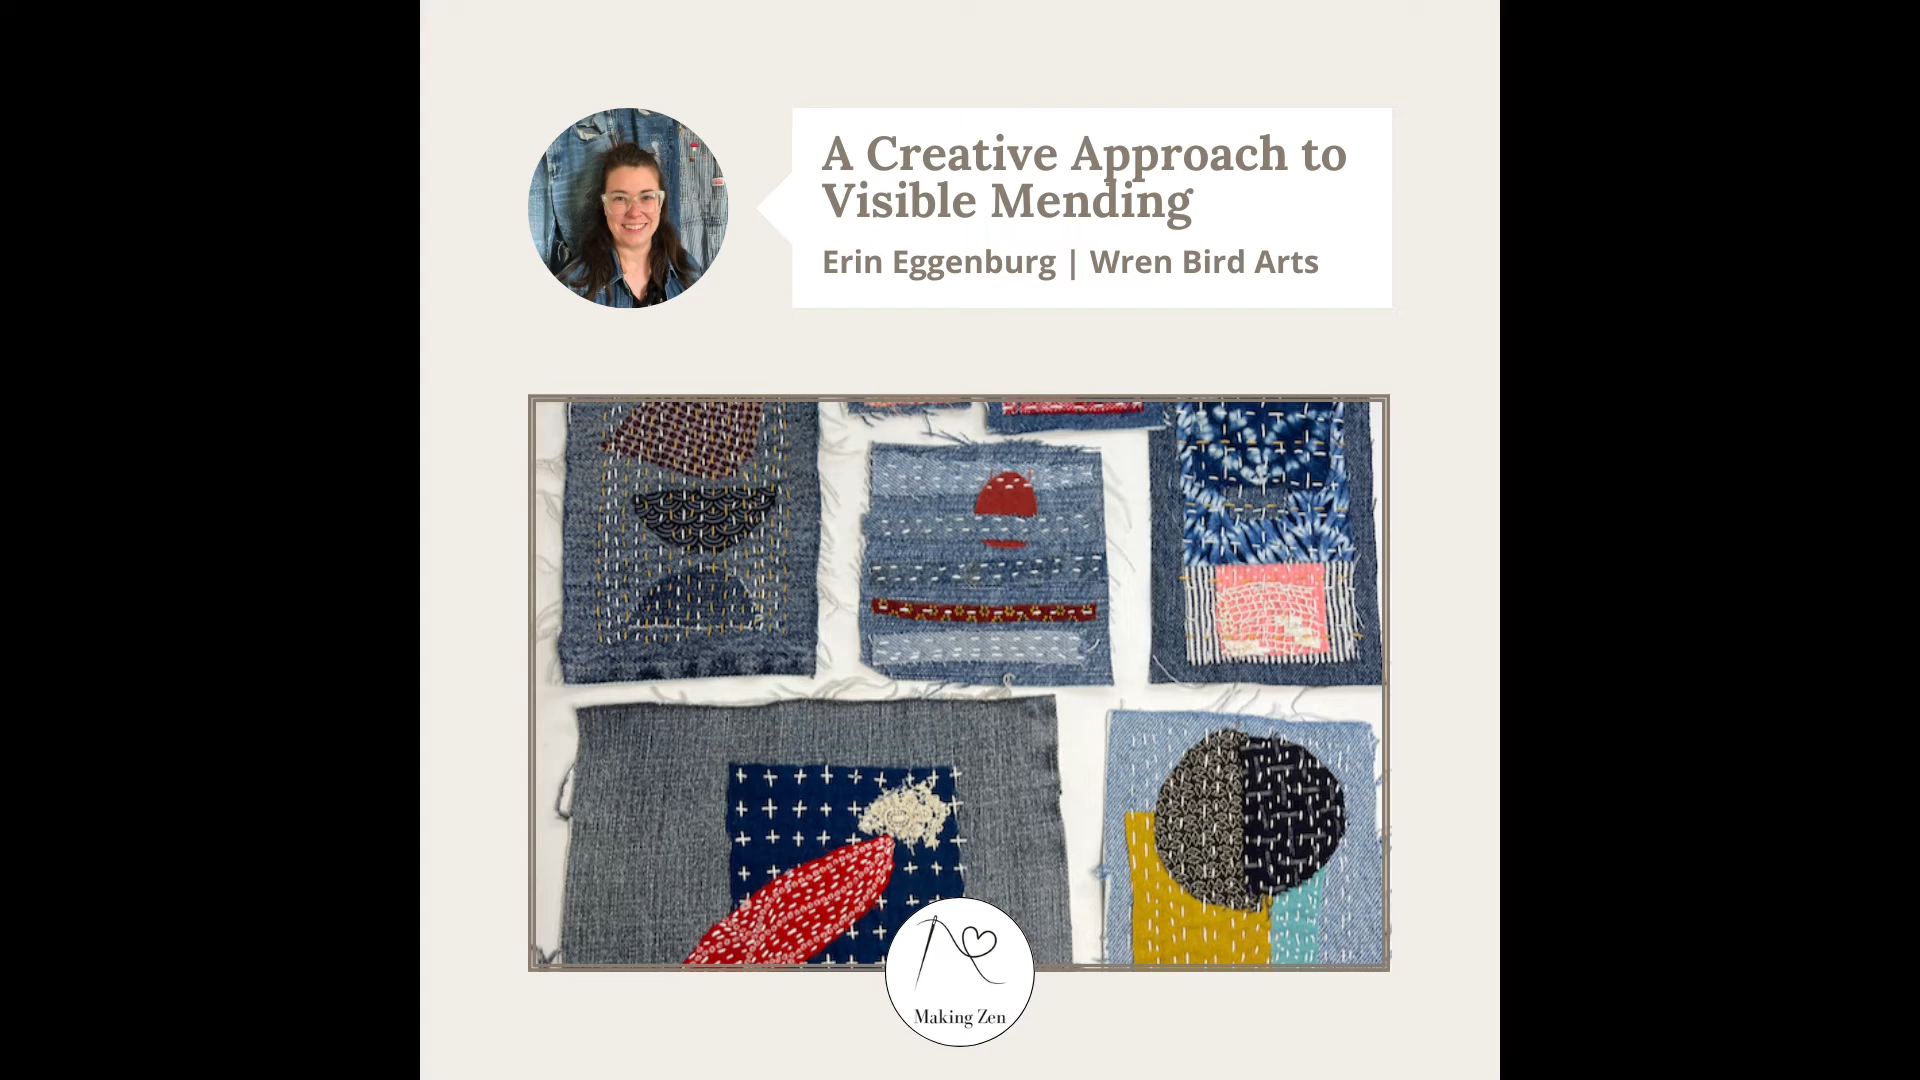 A Creative Approach to
Visible Mending
Erin Eggenburg | Wren Bird Arts
Making Zen